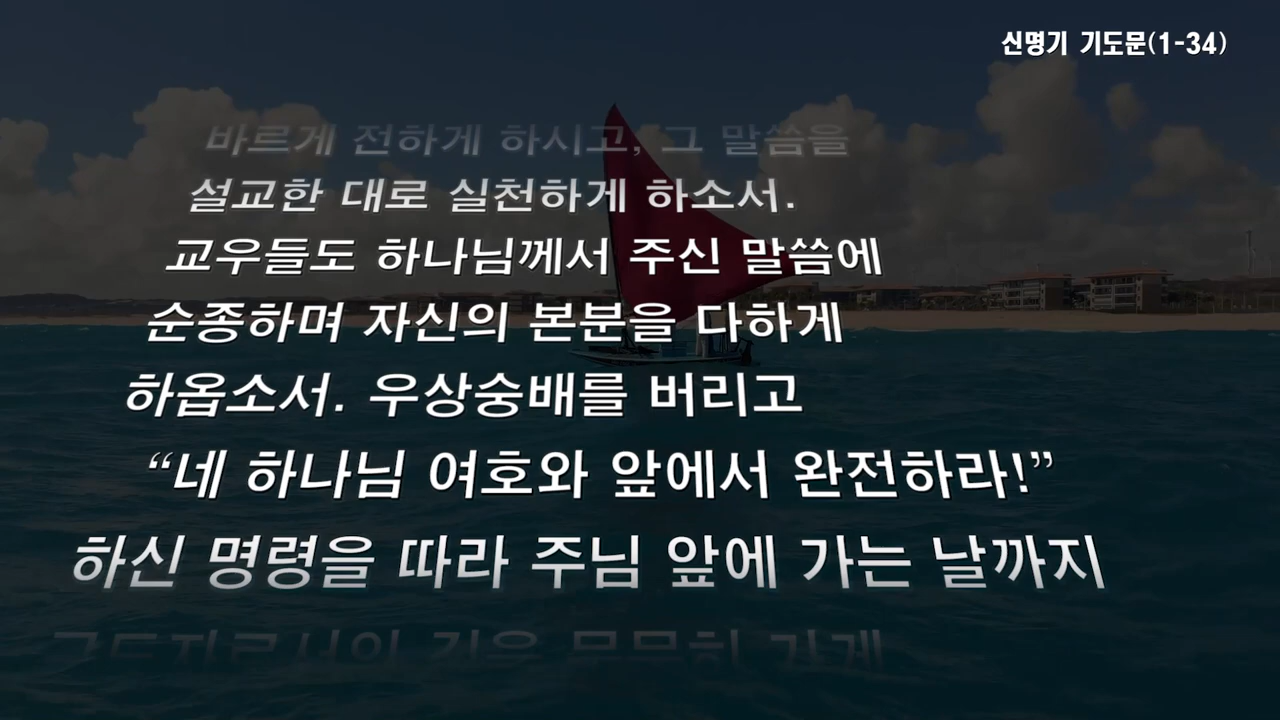 신명기 기도문(1-34)
바르게 전하게 하시고, 그 말씀을
설교한 대로 실천하게 하소서.
교우들도 하나님께서 주신 말씀에
순종하며 자신의 본분을 다하게
하옵소서. 우상숭배를 버리고
“네 하나님 여호와 앞에서 완전하라!”
하신 명령을 따라 주님 앞에 가는 날까지